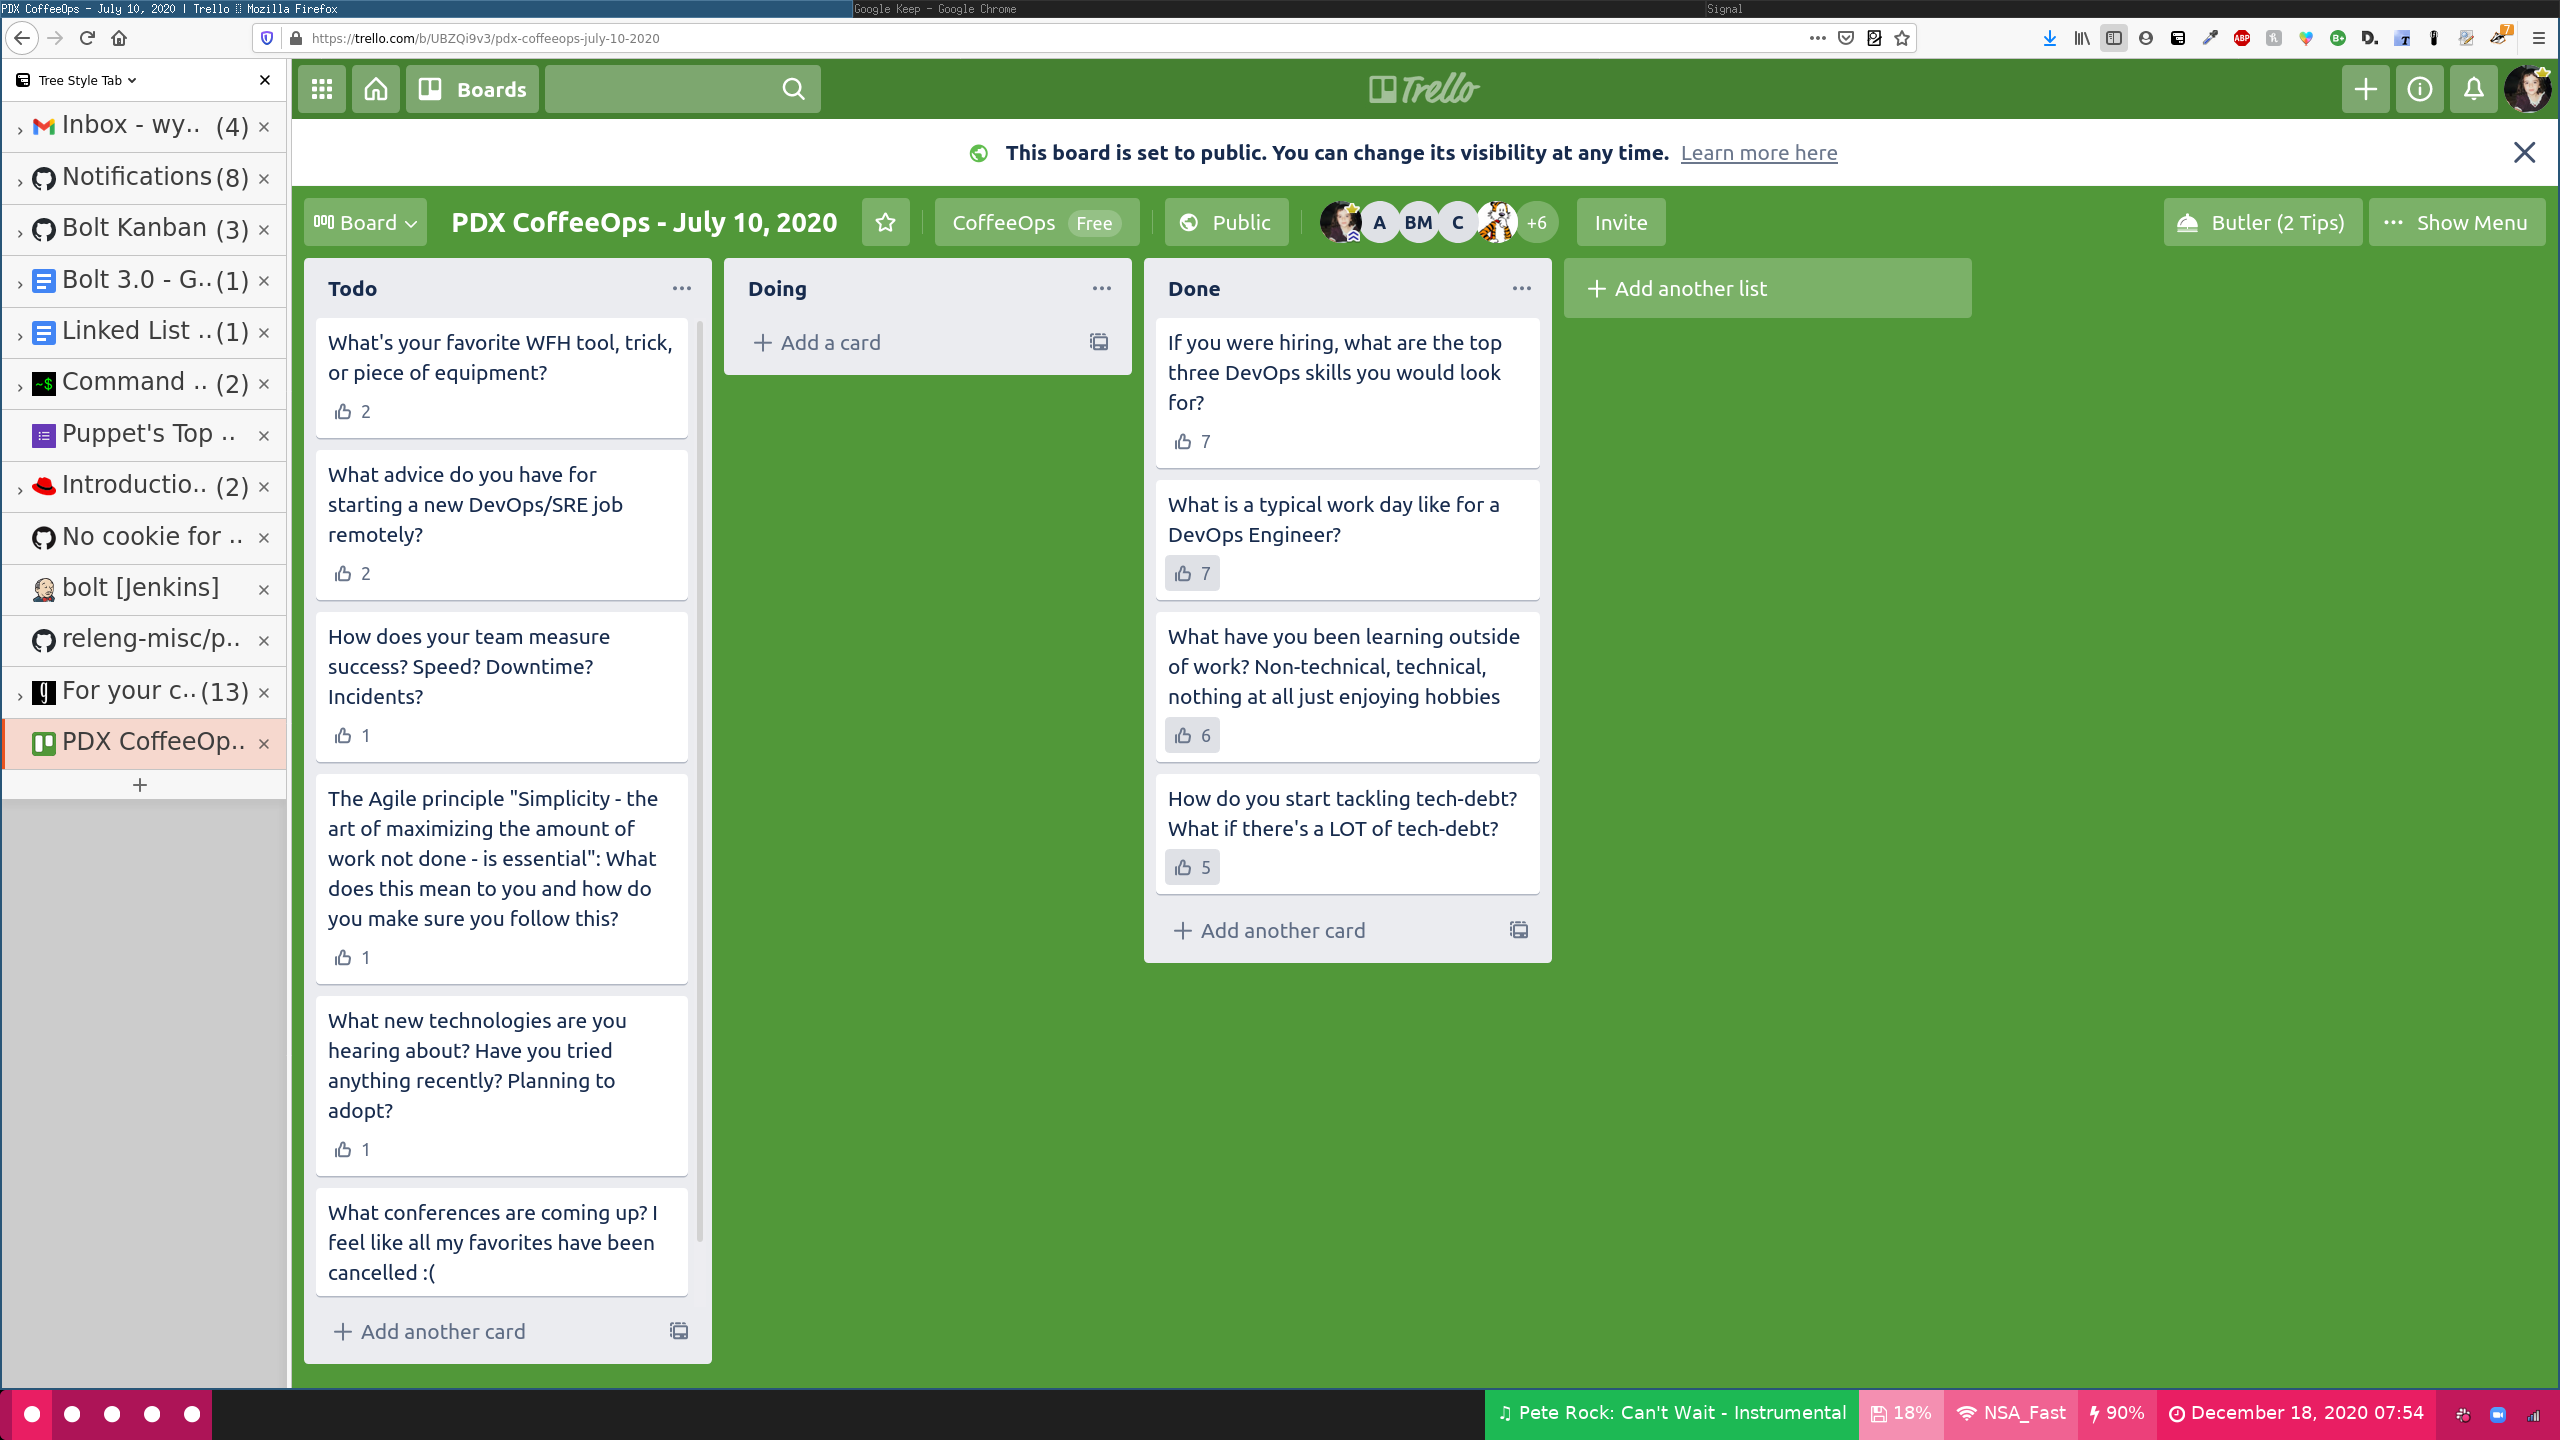 PDX CoffeeOps - July 10, 2020 | Trello Mozilla Firefox
Google Keep - Google Chrome
Signal
https://trello.com/b/UBZQi9v3/pdx-coffeeops-july-10-2020
Tree Style Tab
Inbox - wy.. (4)
Notifications (8)
Bolt Kanban (3)
Bolt 3.0 - G.. (1)
Linked List .. (1)
Command .. (2)
Puppet's Top ..
Introductio.. (2)
No cookie for ..
bolt [Jenkins]
releng-misc/p..
For your c.. (13)
PDX CoffeeOp..
Boards
Trello
This board is set to public. You can change its visibility at any time. Learn more here
Board
PDX CoffeeOps - July 10, 2020
CoffeeOps Free
Public
A
BM
C
+6
Invite
Butler (2 Tips)
Show Menu
Todo
What's your favorite WFH tool, trick,
or piece of equipment?
2
What advice do you have for
starting a new DevOps/SRE job
remotely?
2
How does your team measure
success? Speed? Downtime?
Incidents?
1
The Agile principle "Simplicity - the
art of maximizing the amount of
work not done - is essential": What
does this mean to you and how do
you make sure you follow this?
1
What new technologies are you
hearing about? Have you tried
anything recently? Planning to
adopt?
1
What conferences are coming up? I
feel like all my favorites have been
cancelled :(
Add another card
Doing
Add a card
Done
If you were hiring, what are the top
three DevOps skills you would look
for?
7
What is a typical work day like for a
DevOps Engineer?
7
What have you been learning outside
of work? Non-technical, technical,
nothing at all just enjoying hobbies
6
How do you start tackling tech-debt?
What if there's a LOT of tech-debt?
5
Add another card
Add another list
Pete Rock: Can't Wait - Instrumental
18%
NSA_Fast
90%
December 18, 2020 07:54